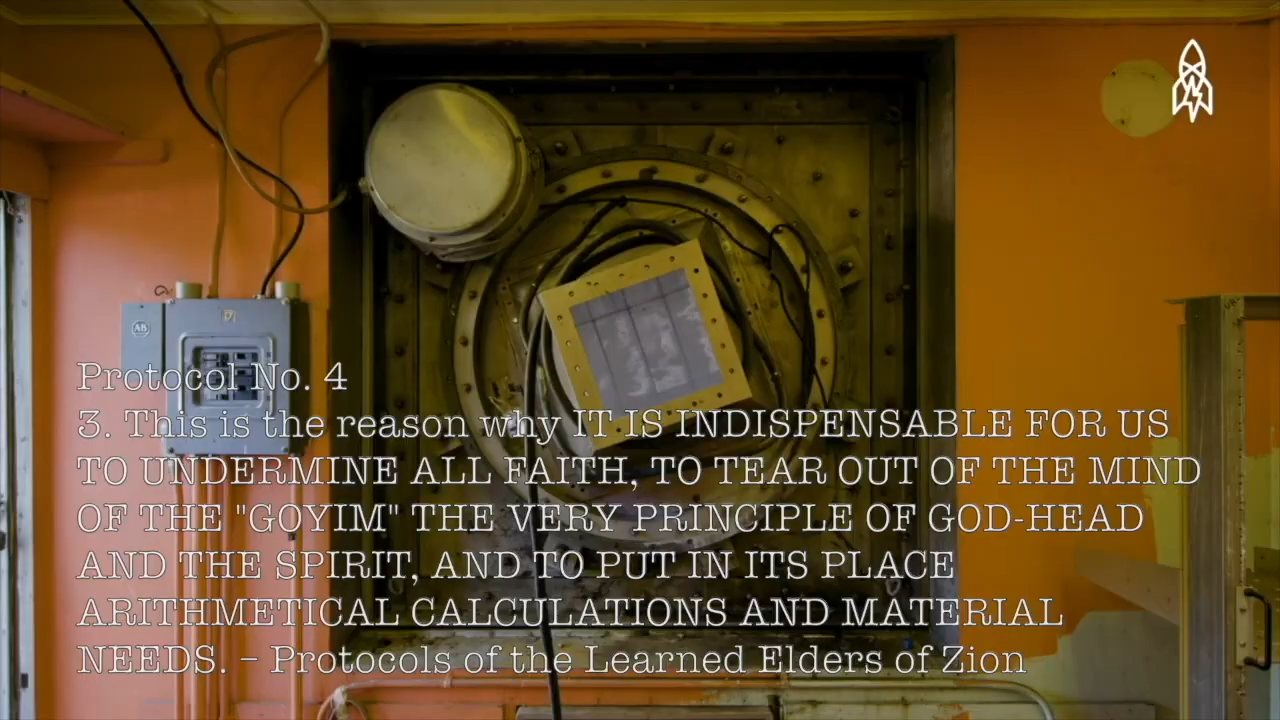 AB
Protocol No. 4
3. This is the reason why IT IS INDISPENSABLE FOR US
TO UNDERMINE ALL FAITH, TO TEAR OUT OF THE MIND
OF THE "GOYIM" THE VERY PRINCIPLE OF GOD-HEAD
AND THE SPIRIT, AND TO PUT IN ITS PLACE
ARITHMETICAL CALCULATIONS AND MATERIAL
NEEDS. – Protocols of the Learned Elders of Zion